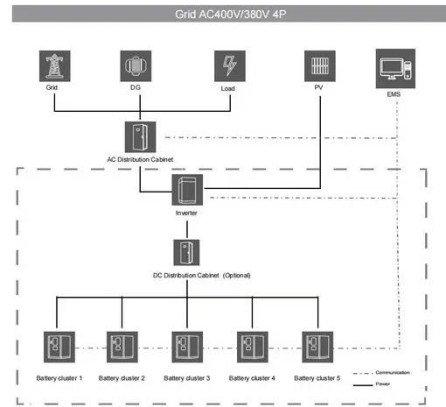 Grid AC400V/380V 4P
Grid
DG
Load
PV
EMS
AC Distribution Cabinet
Inverter
DC Distribution Cabinet (Optional)
Battery cluster 1
Battery cluster 2
Battery cluster 3
Battery cluster 4
Battery cluster 5
Communication
Power